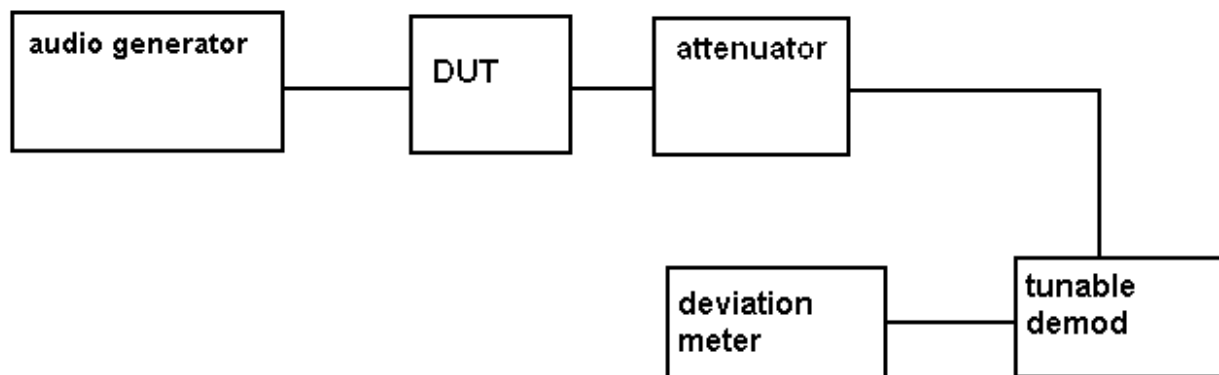 audio generator
DUT
attenuator
deviation
meter
tunable
demod